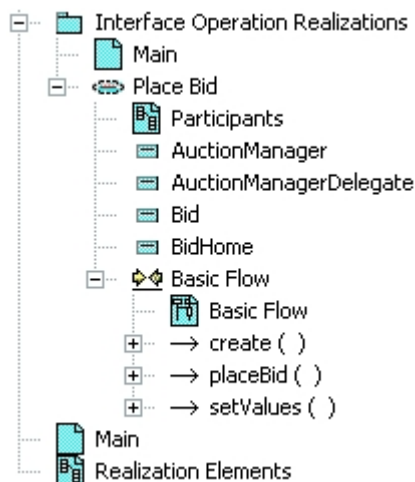 Interface Operation Realizations
Main
Place Bid
Participants
AuctionManager
AuctionManagerDelegate
Bid
BidHome
Basic Flow
Basic Flow
create ( )
placeBid ( )
setValues ( )
Main
Realization Elements